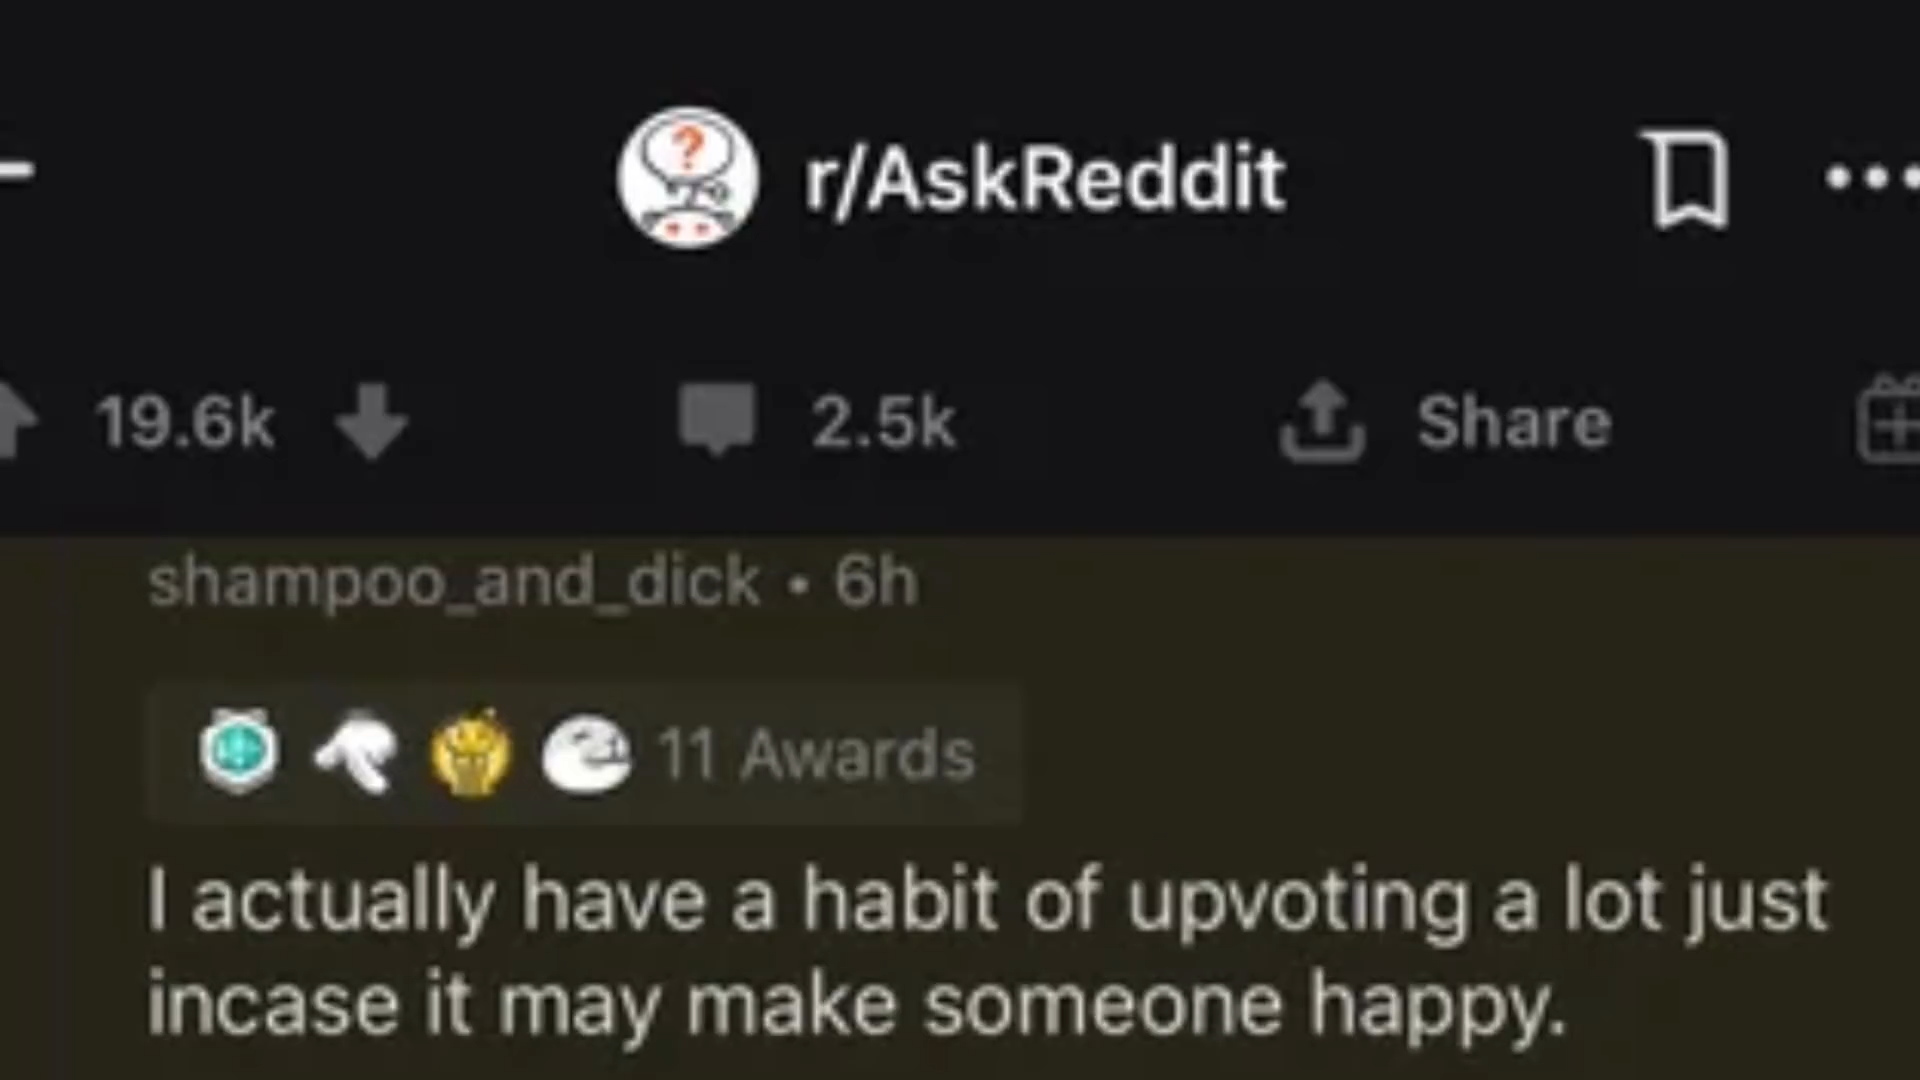 r/AskReddit
19.6k 2.5k Share
shampoo_and_dick • 6h
11 Awards
I actually have a habit of upvoting a lot just
incase it may make someone happy.